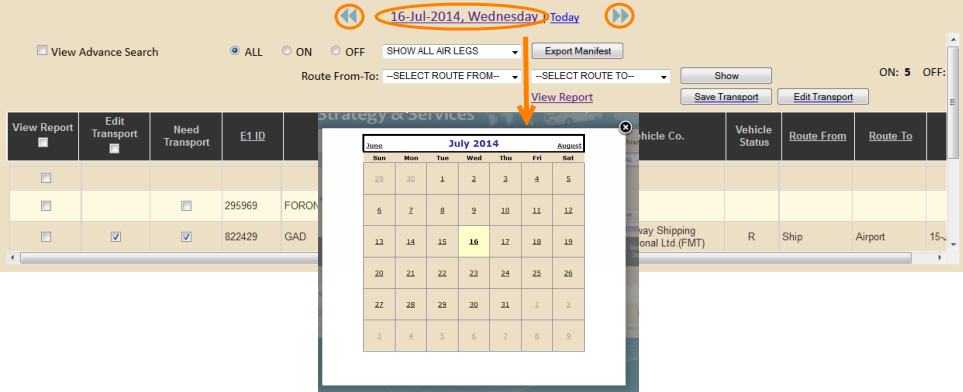 16-Jul-2014, Wednesday | Today
View Advance Search ALL ON OFF SHOW ALL AIR LEGS Export Manifest
Route From-To: --SELECT ROUTE FROM-- --SELECT ROUTE TO-- Show ON: 5 OFF:
View Report Save Transport Edit Transport
Strategy & Services
View Report Edit Transport Need Transport E1 ID ehicle Co. Vehicle Status Route From Route To
295969 FORON
822429 GAD way Shipping onal Ltd.(FMT) R Ship Airport 15-
June July 2014 August
Sun Mon Tue Wed Thu Fri Sat
29 30 1 2 3 4 5
6 7 8 9 10 11 12
13 14 15 16 17 18 19
20 21 22 23 24 25 26
27 28 29 30 31 1 2
3 4 5 6 7 8 9